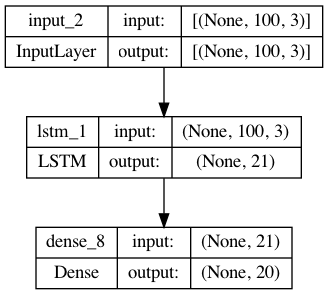 input_2 input: [(None, 100, 3)]
InputLayer output: [(None, 100, 3)]
lstm_1 input: (None, 100, 3)
LSTM output: (None, 21)
dense_8 input: (None, 21)
Dense output: (None, 20)